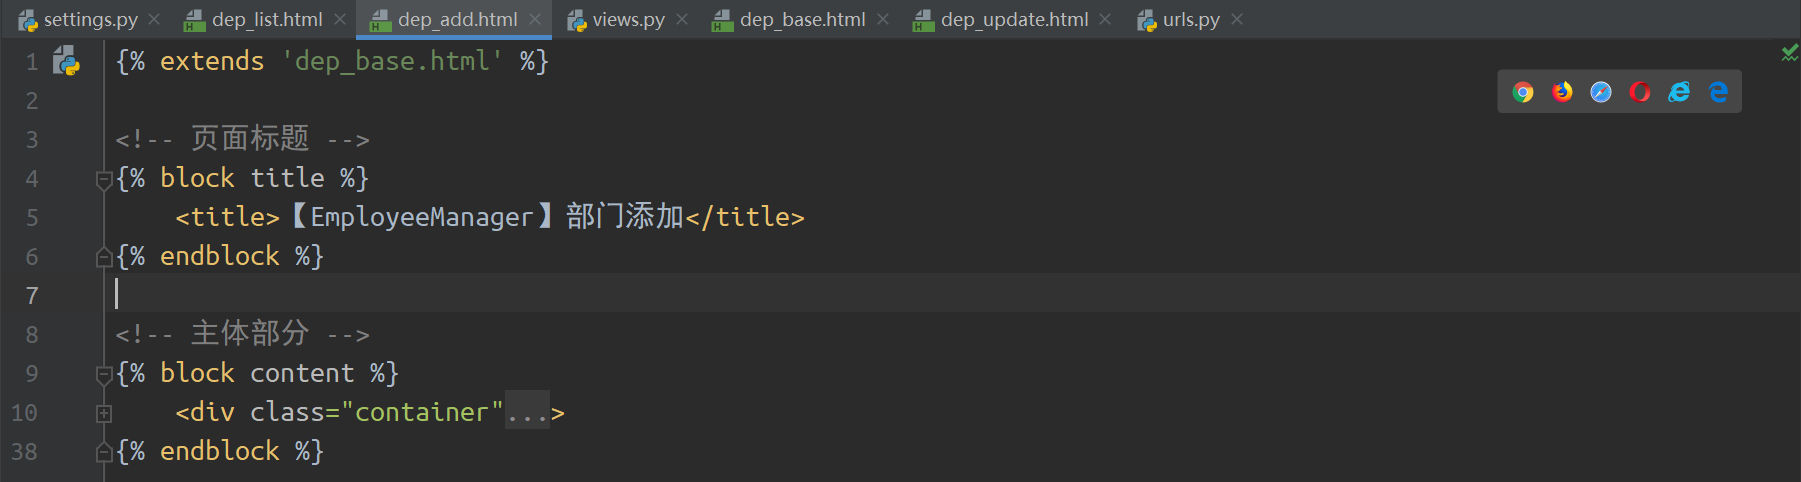 settings.py dep_list.html dep_add.html views.py dep_base.html dep_update.html urls.py
1 {% extends 'dep_base.html' %}
2
3 <!-- 页面标题 -->
4 {% block title %}
5 <title>【EmployeeManager】部门添加</title>
6 {% endblock %}
7
8 <!-- 主体部分 -->
9 {% block content %}
10 <div class="container"...>
38 {% endblock %}